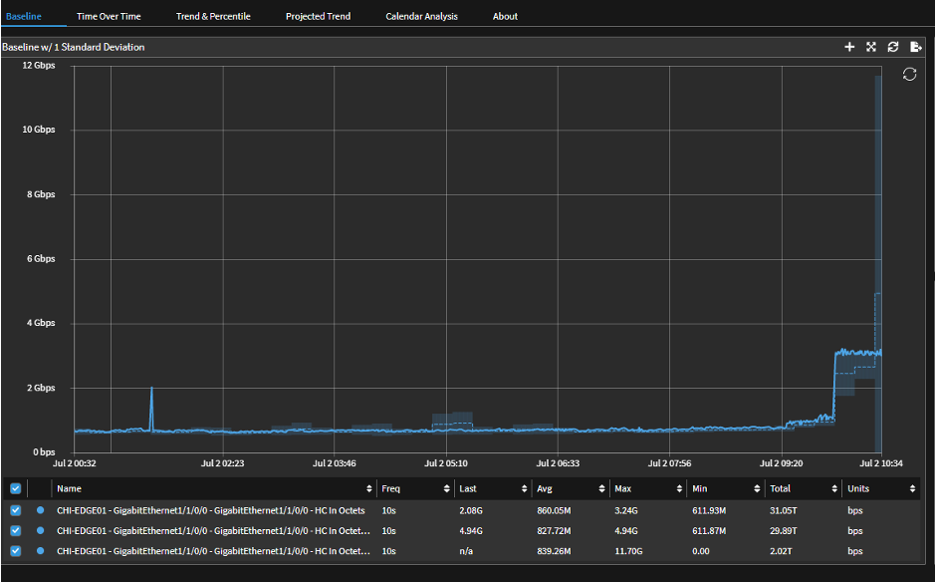 Baseline Time Over Time Trend & Percentile Projected Trend Calendar Analysis About
Baseline w/ 1 Standard Deviation
12 Gbps
10 Gbps
8 Gbps
6 Gbps
4 Gbps
2 Gbps
0 bps
Jul 2 00:32 Jul 2 02:23 Jul 2 03:46 Jul 2 05:10 Jul 2 06:33 Jul 2 07:56 Jul 2 09:20 Jul 2 10:34
Name Freq Last Avg Max Min Total Units
CHI-EDGE01 - GigabitEthernet1/1/0/0 - GigabitEthernet1/1/0/0 - HC In Octets 10s 2.08G 860.05M 3.24G 611.93M 31.05T bps
CHI-EDGE01 - GigabitEthernet1/1/0/0 - GigabitEthernet1/1/0/0 - HC In Octet... 10s 4.94G 827.72M 4.94G 611.87M 29.89T bps
CHI-EDGE01 - GigabitEthernet1/1/0/0 - GigabitEthernet1/1/0/0 - HC In Octet... 10s n/a 839.26M 11.70G 0.00 2.02T bps